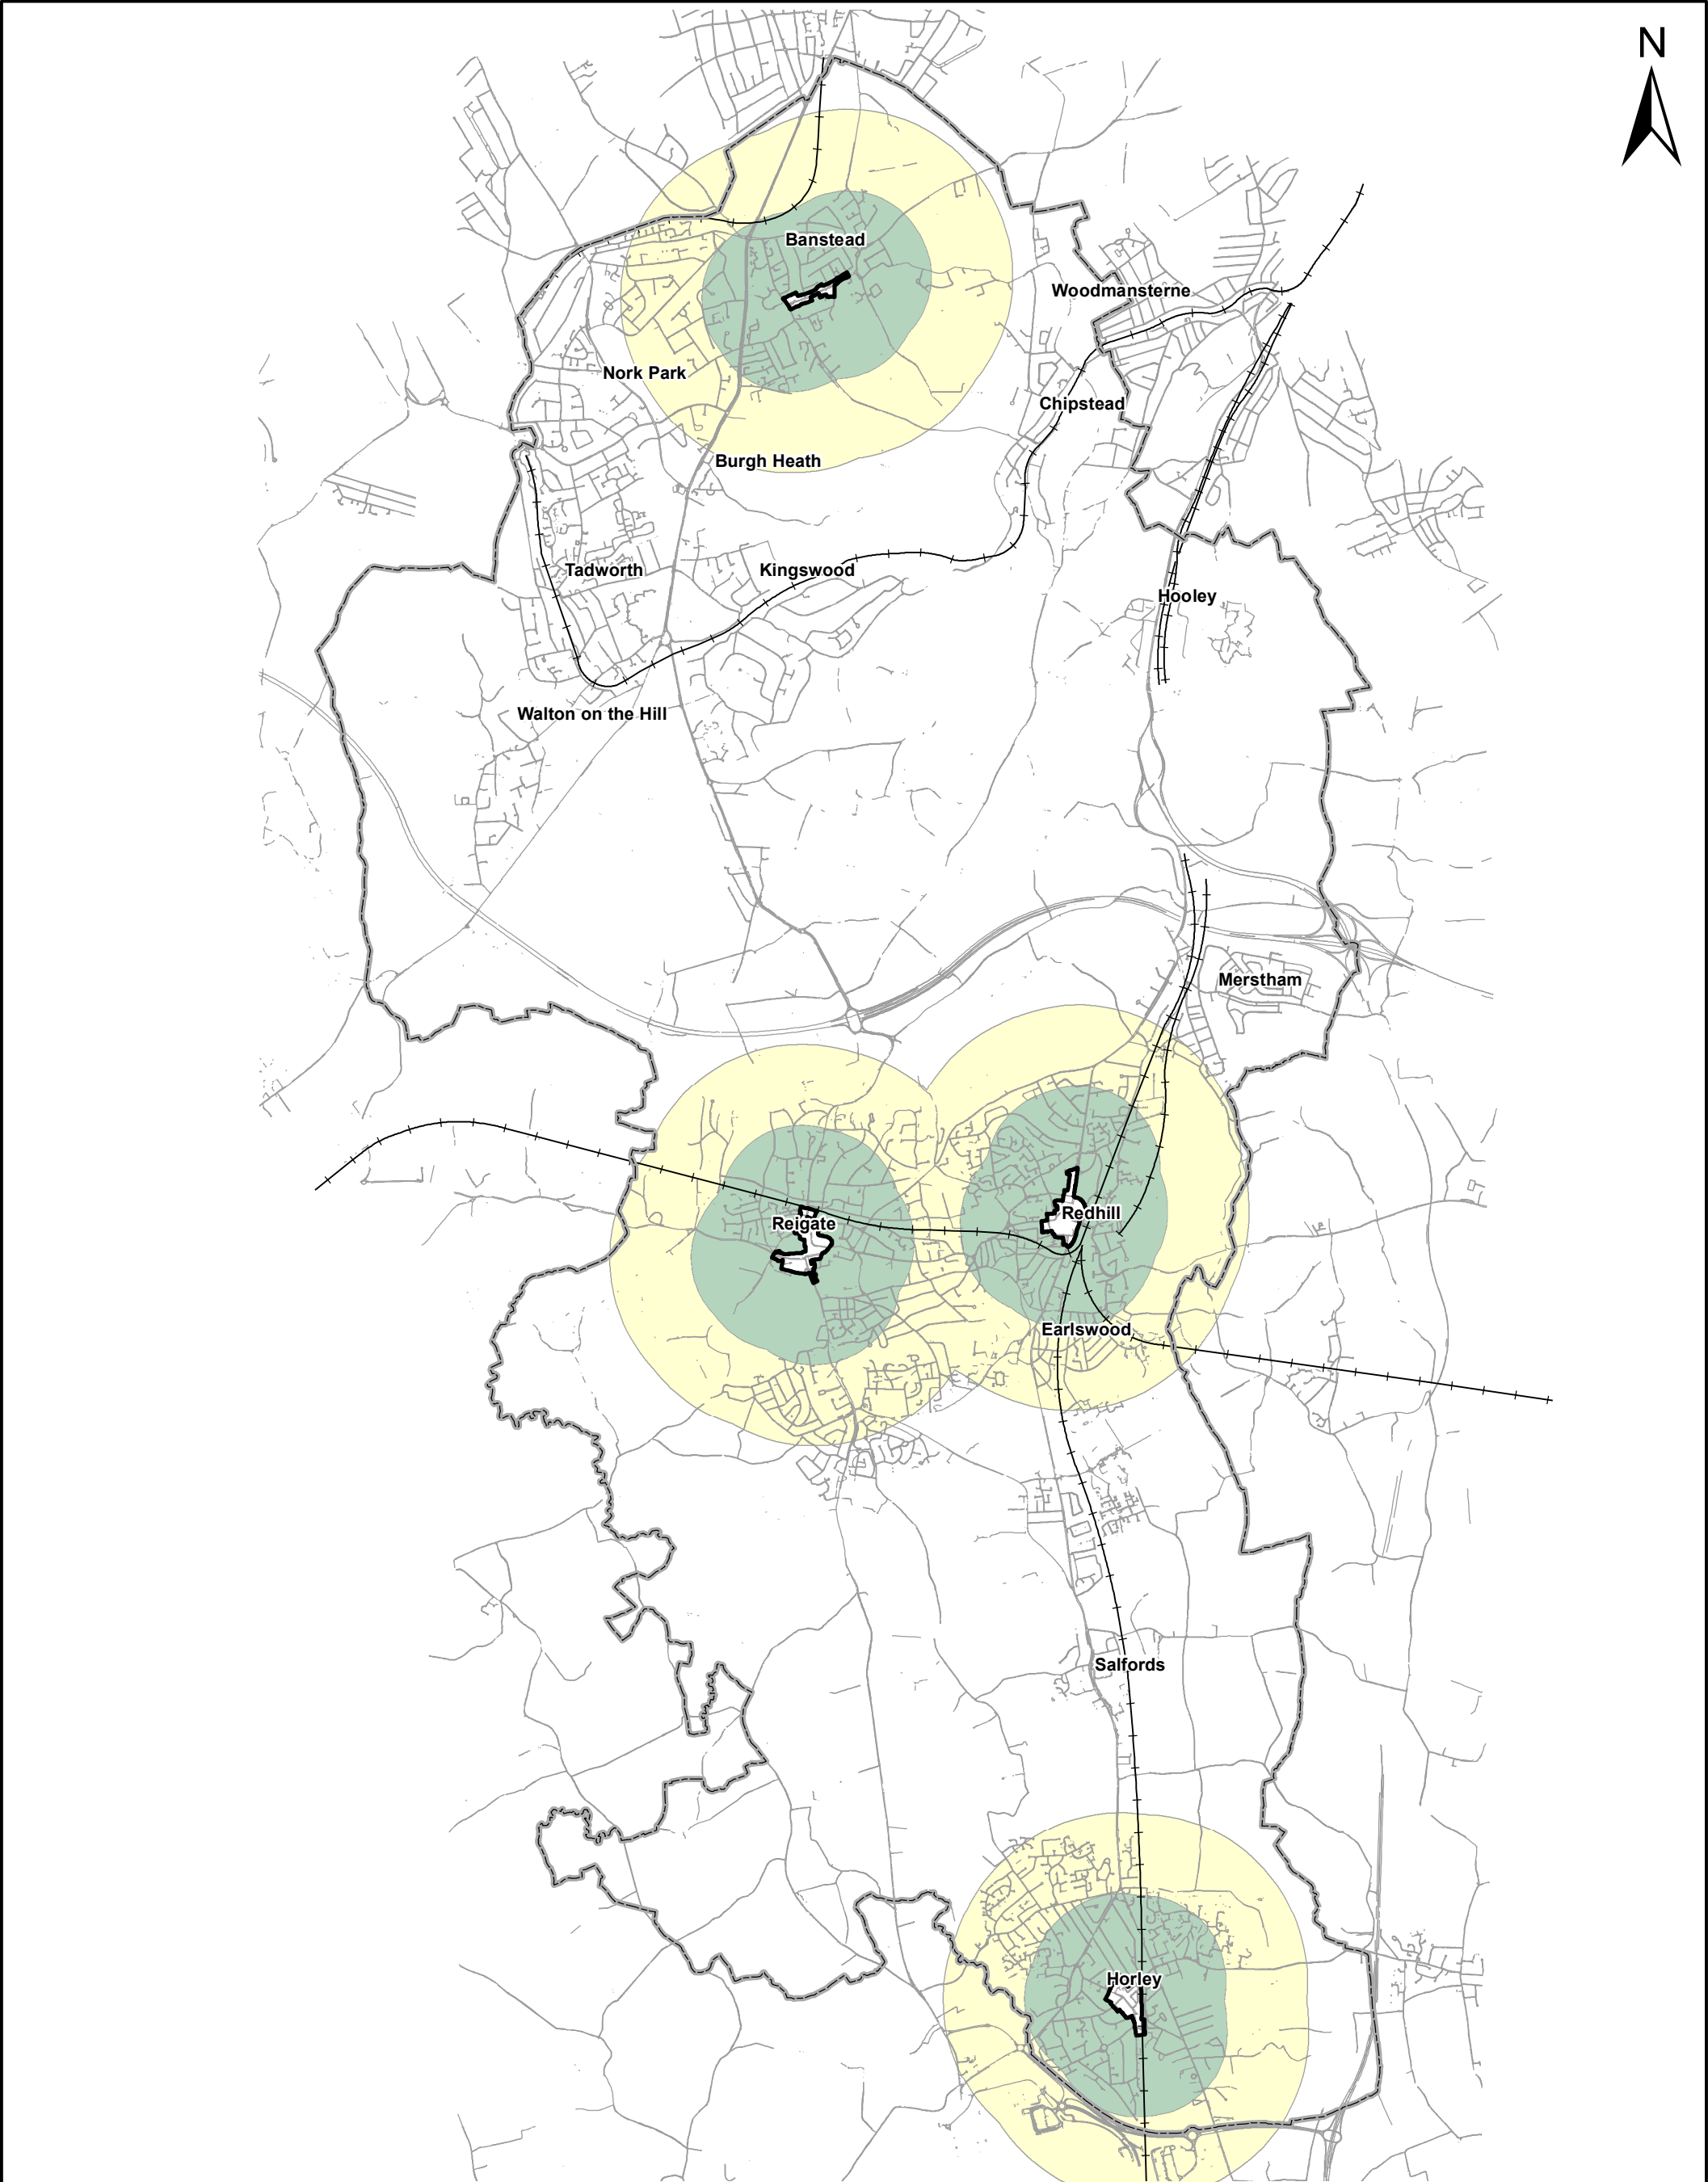 N
Banstead
Woodmansterne
Nork Park
Chipstead
Burgh Heath
Tadworth
Kingswood
Hooley
Walton on the Hill
Merstham
Redhill
Reigate
Earlswood
Salfords
Horley